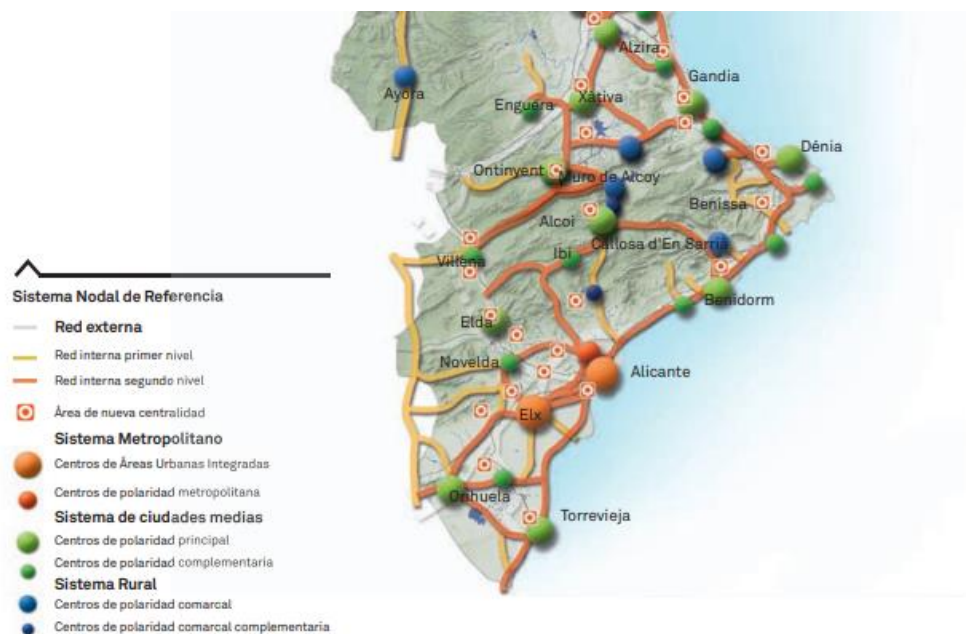 Alzira
Gandia
Ayora
Enguera
Xàtiva
Dénia
Ontinyent
Muro de Alcoy
Benissa
Alcoi
Callosa d'En Sarrià
Ibi
Villena
Benidorm
Elda
Novelda
Alicante
Elx
Orihuela
Torrevieja
Sistema Nodal de Referencia
Red externa
Red interna primer nivel
Red interna segundo nivel
Área de nueva centralidad
Sistema Metropolitano
Centros de Áreas Urbanas Integradas
Centros de polaridad metropolitana
Sistema de ciudades medias
Centros de polaridad principal
Centros de polaridad complementaria
Sistema Rural
Centros de polaridad comarcal
Centros de polaridad comarcal complementaria